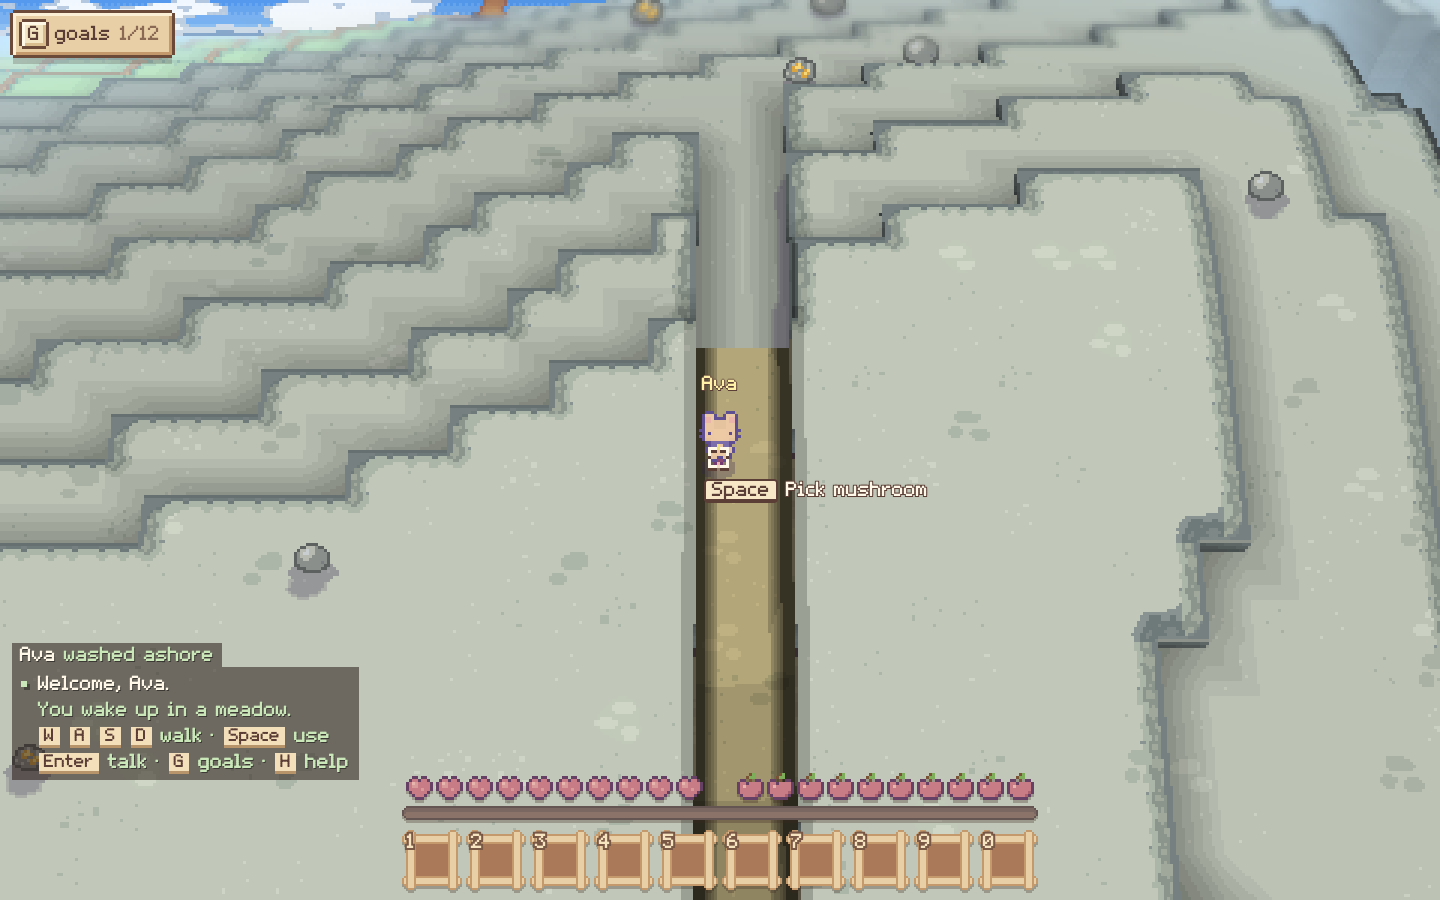 G goals 1/12
Ava
Space Pick mushroom
Ava washed ashore
Welcome, Ava.
You wake up in a meadow.
W A S D walk · Space use
Enter talk · G goals · H help
1 2 3 4 5 6 7 8 9 0